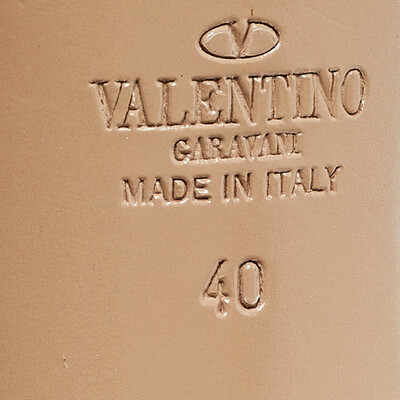 V
VALENTINO
GARAVANI
MADE IN ITALY
40